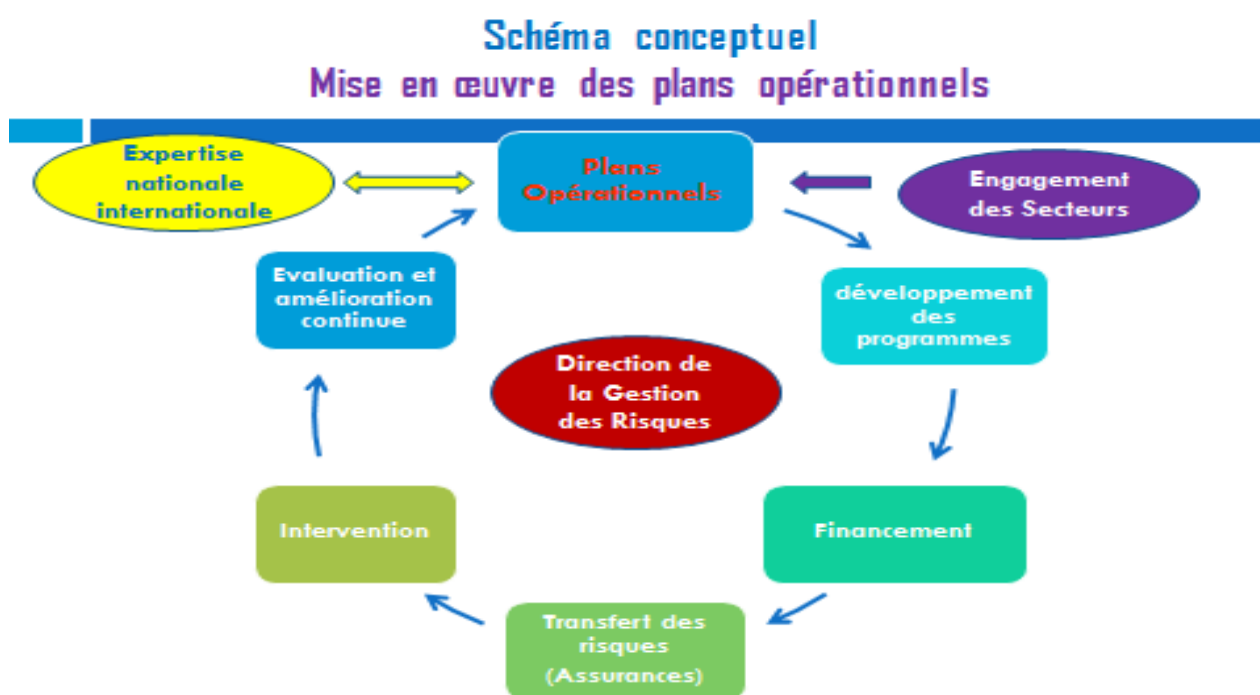 Schéma conceptuel
Mise en œuvre des plans opérationnels
Expertise
nationale
internationale
Plans
Opérationnels
Engagement
des Secteurs
Evaluation et
amélioration
continue
développement
des
programmes
Direction de
la Gestion
des Risques
Intervention
Financement
Transfert des
risques
(Assurances)